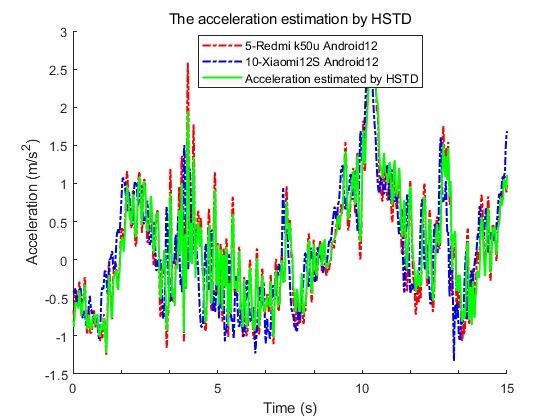 The acceleration estimation by HSTD
5-Redmi k50u Android12
10-Xiaomi12S Android12
Acceleration estimated by HSTD
Acceleration (m/s²)
3
2.5
2
1.5
1
0.5
0
-0.5
-1
-1.5
0
5
10
15
Time (s)